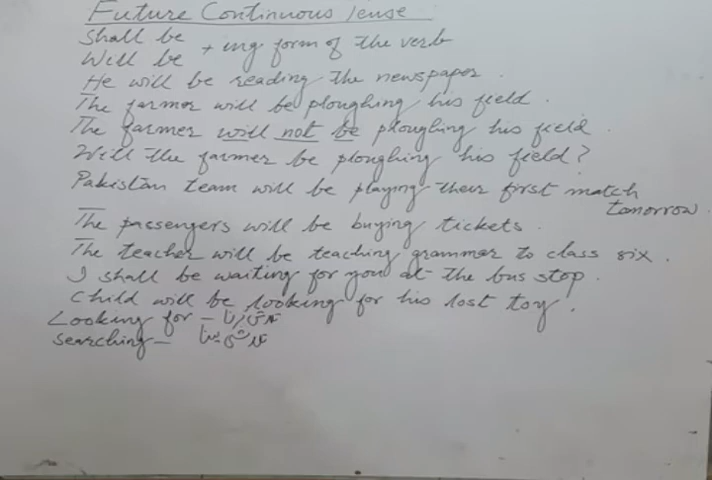 Future Continuous Tense
Shall be
Will be + ing form of the verb
He will be reading the newspaper.
The farmer will be ploughing his field.
The farmer will not be ploughing his field.
Will the farmer be ploughing his field?
Pakistan team will be playing their first match
tomorrow.
The passengers will be buying tickets.
The teacher will be teaching grammar to class six.
I shall be waiting for you at the bus stop.
Child will be looking for his lost toy.
Looking for –
Searching –